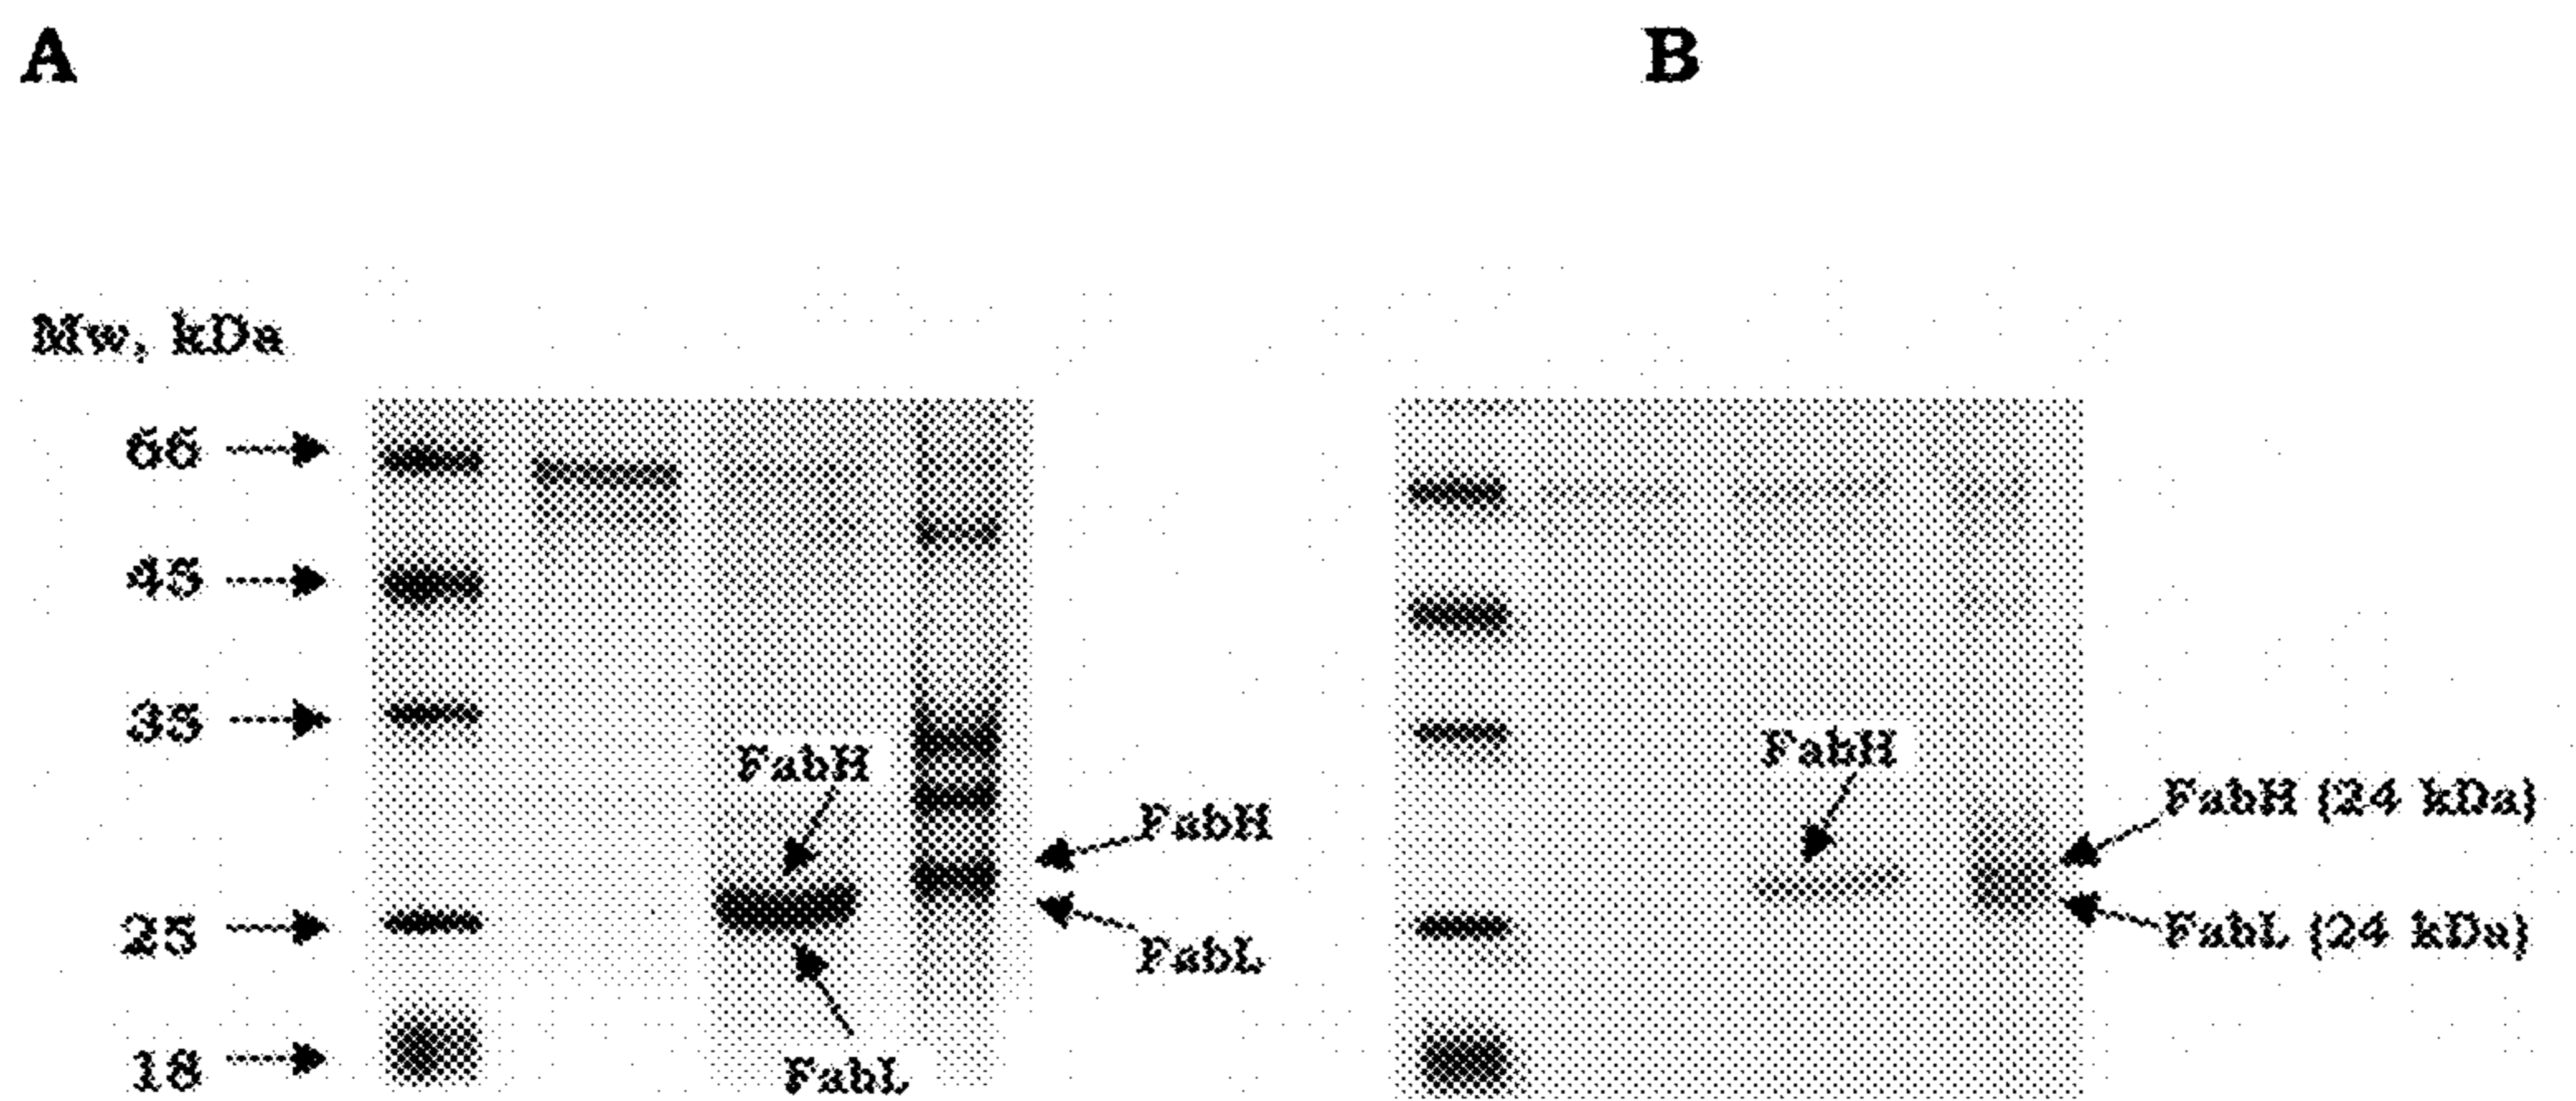 A
B
Mw, kDa
66
45
35
25
18
FabH
FabL
FabH
FabL
FabH
FabH (24 kDa)
FabL (24 kDa)